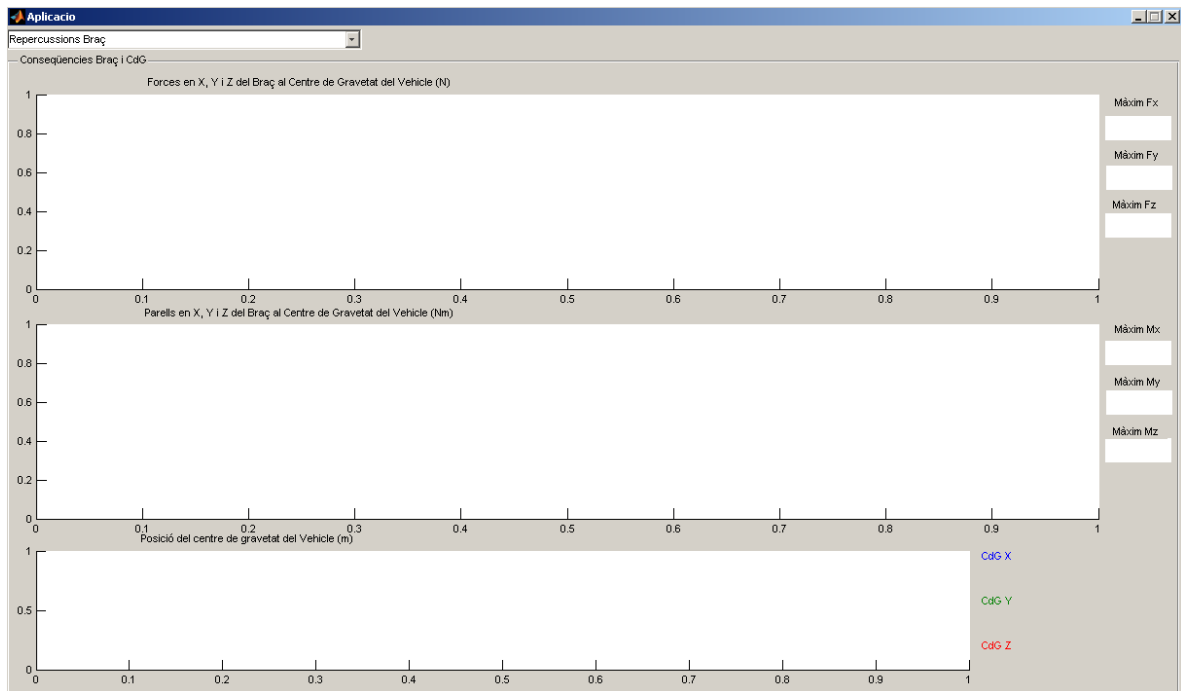 Aplicacio
Repercussions Braç
Conseqüencies Braç i CdG
Forces en X, Y i Z del Braç al Centre de Gravetat del Vehicle (N)
1
0.8
0.6
0.4
0.2
0
0 0.1 0.2 0.3 0.4 0.5 0.6 0.7 0.8 0.9 1
Màxim Fx
Màxim Fy
Màxim Fz
Parells en X, Y i Z del Braç al Centre de Gravetat del Vehicle (Nm)
1
0.8
0.6
0.4
0.2
0
0 0.1 0.2 0.3 0.4 0.5 0.6 0.7 0.8 0.9 1
Màxim Mx
Màxim My
Màxim Mz
Posició del centre de gravetat del Vehicle (m)
1
0.5
0
0 0.1 0.2 0.3 0.4 0.5 0.6 0.7 0.8 0.9 1
CdG X
CdG Y
CdG Z